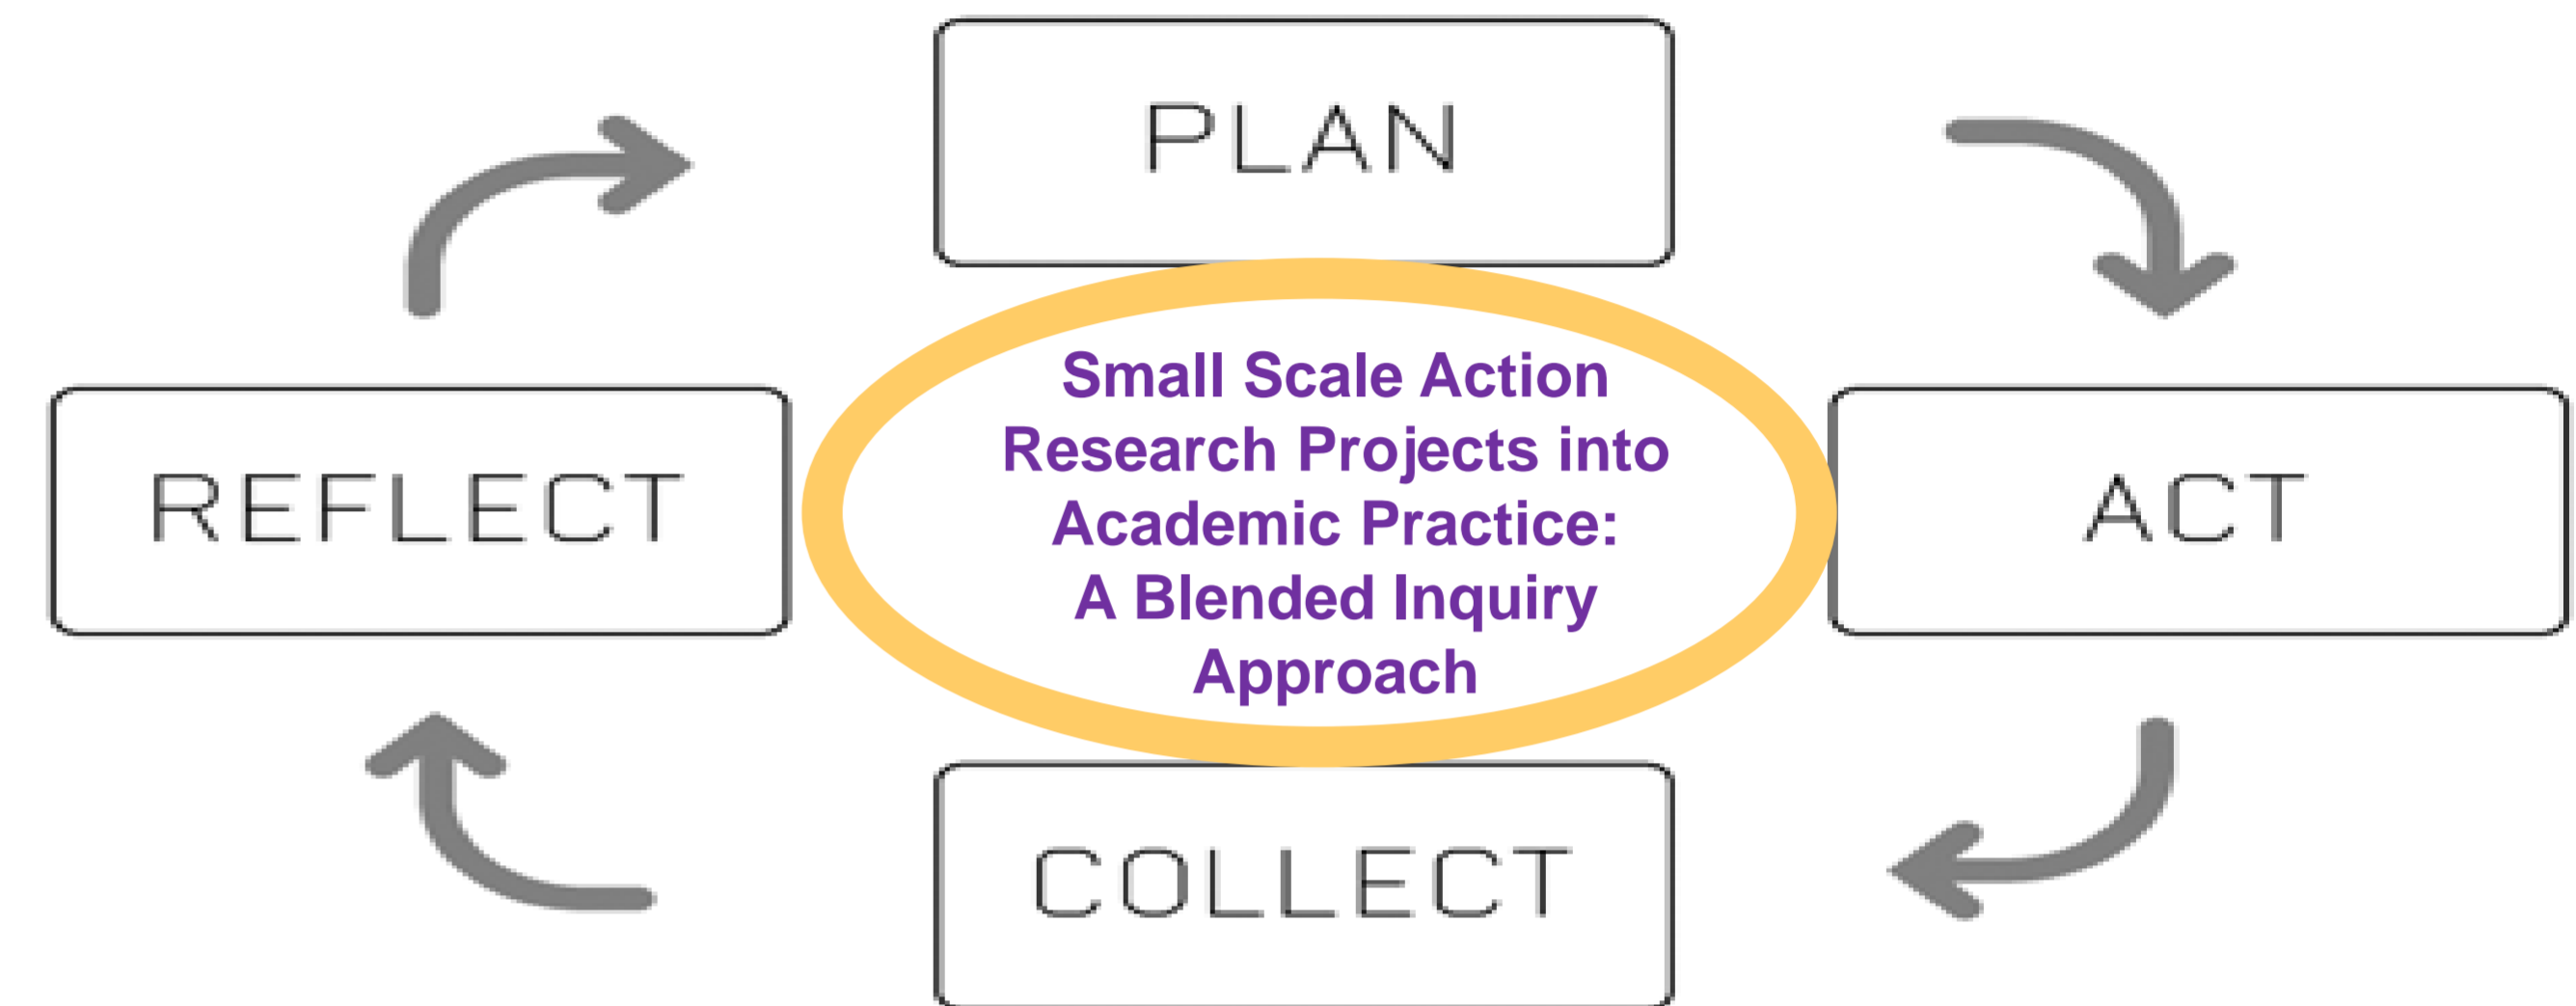 PLAN
Small Scale Action
Research Projects into
Academic Practice:
A Blended Inquiry
Approach
REFLECT
ACT
COLLECT